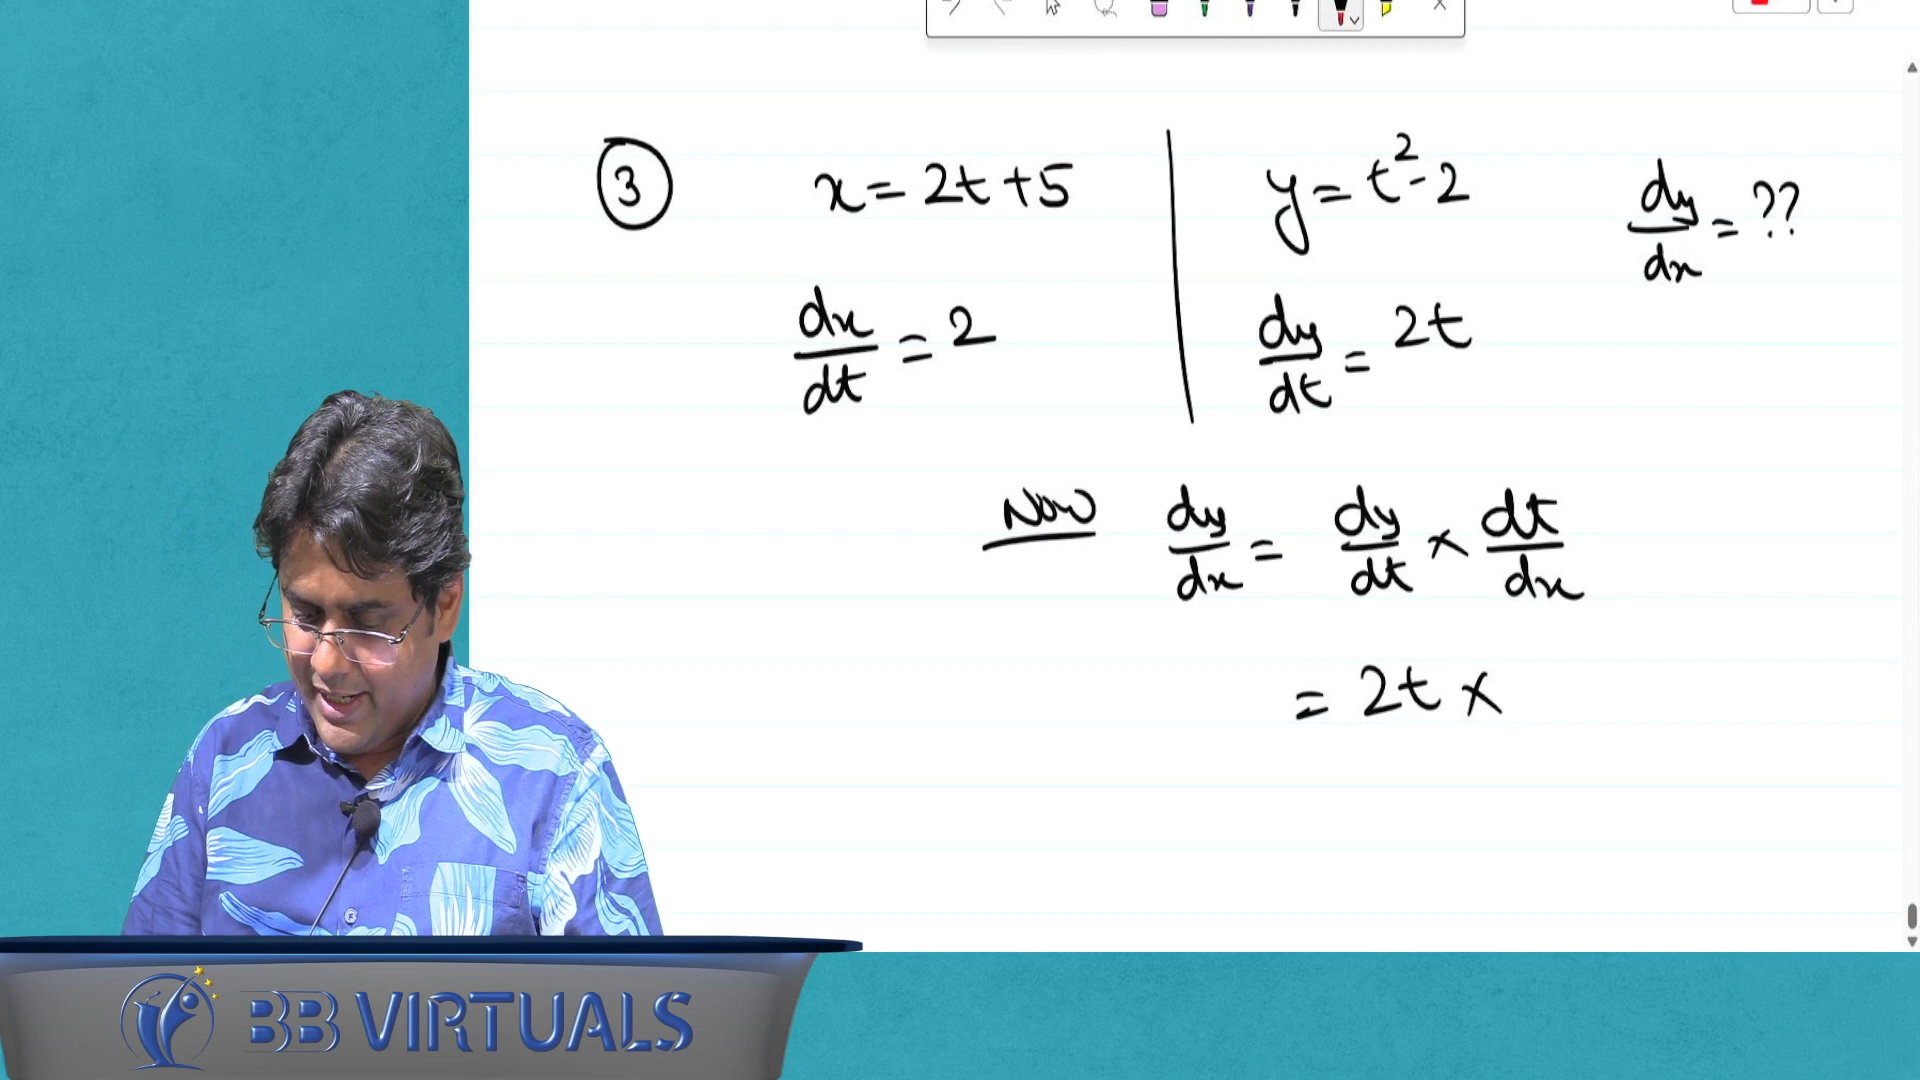 ③ x = 2t + 5 | y = t² - 2 dy/dx = ??
dx/dt = 2 dy/dt = 2t
Now dy/dx = dy/dt × dt/dx
= 2t ×
BB VIRTUALS